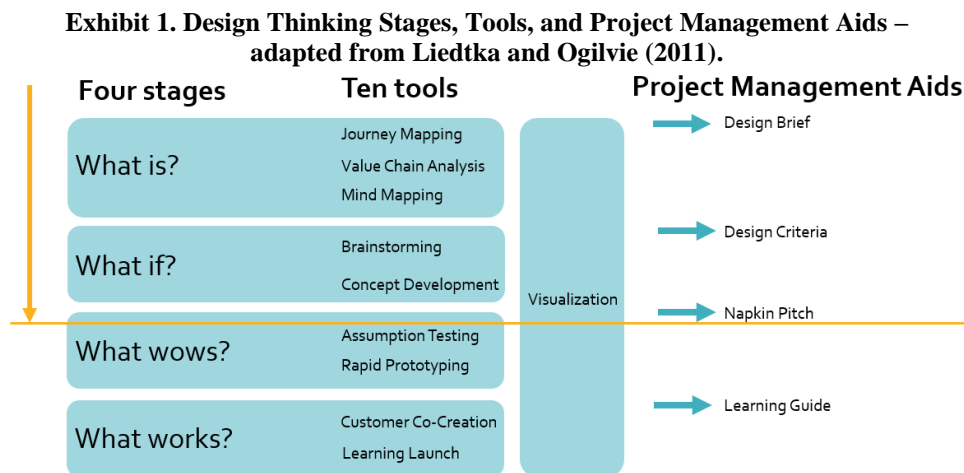 Exhibit 1. Design Thinking Stages, Tools, and Project Management Aids –
adapted from Liedtka and Ogilvie (2011).
Four stages
Ten tools
Project Management Aids
What is?
Journey Mapping
Value Chain Analysis
Mind Mapping
What if?
Brainstorming
Concept Development
What wows?
Assumption Testing
Rapid Prototyping
What works?
Customer Co-Creation
Learning Launch
Visualization
Design Brief
Design Criteria
Napkin Pitch
Learning Guide